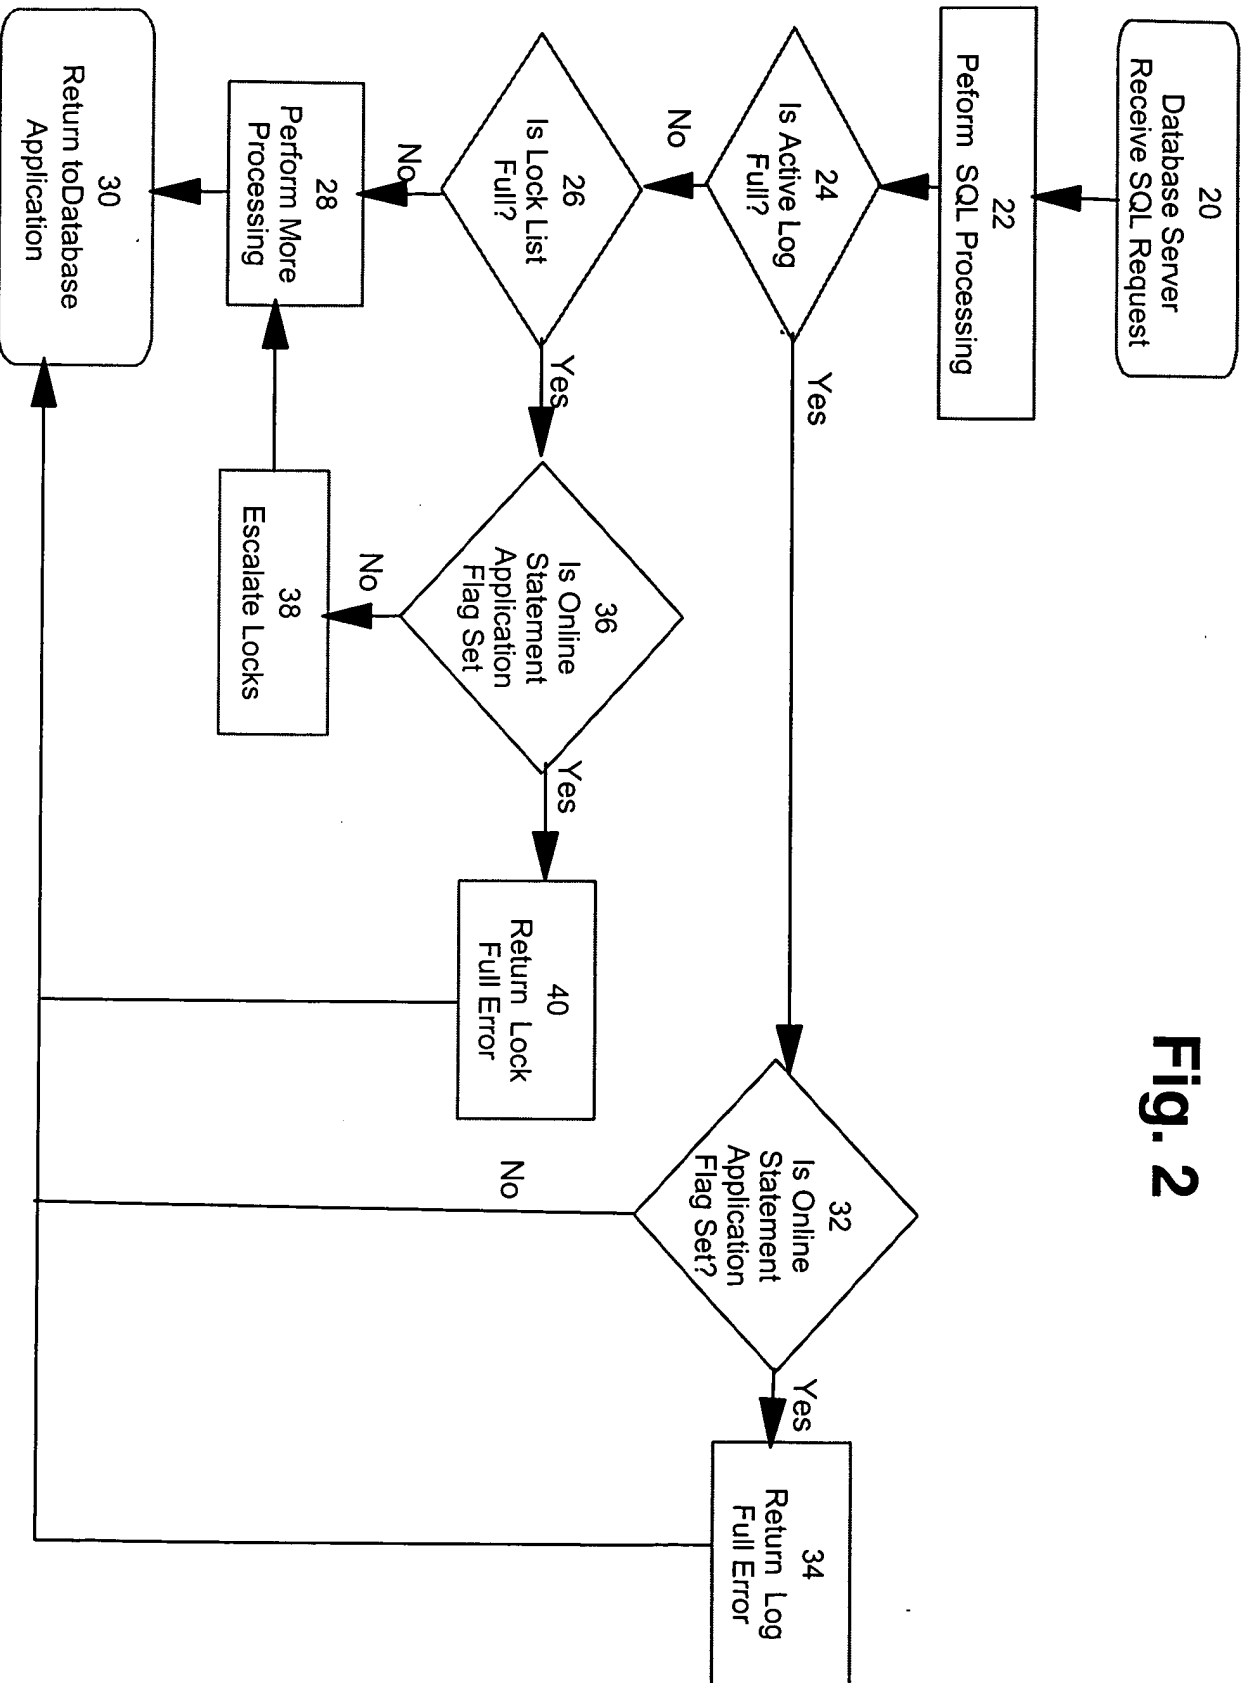 20
Database Server
Receive SQL Request
22
Peform SQL Processing
24
Is Active Log
Full?
Yes
No
26
Is Lock List
Full?
Yes
No
28
Perform More
Processing
30
Return toDatabase
Application
36
Is Online
Statement
Application
Flag Set
Yes
No
38
Escalate Locks
40
Return Lock
Full Error
32
Is Online
Statement
Application
Flag Set?
Yes
No
34
Return Log
Full Error
Fig. 2